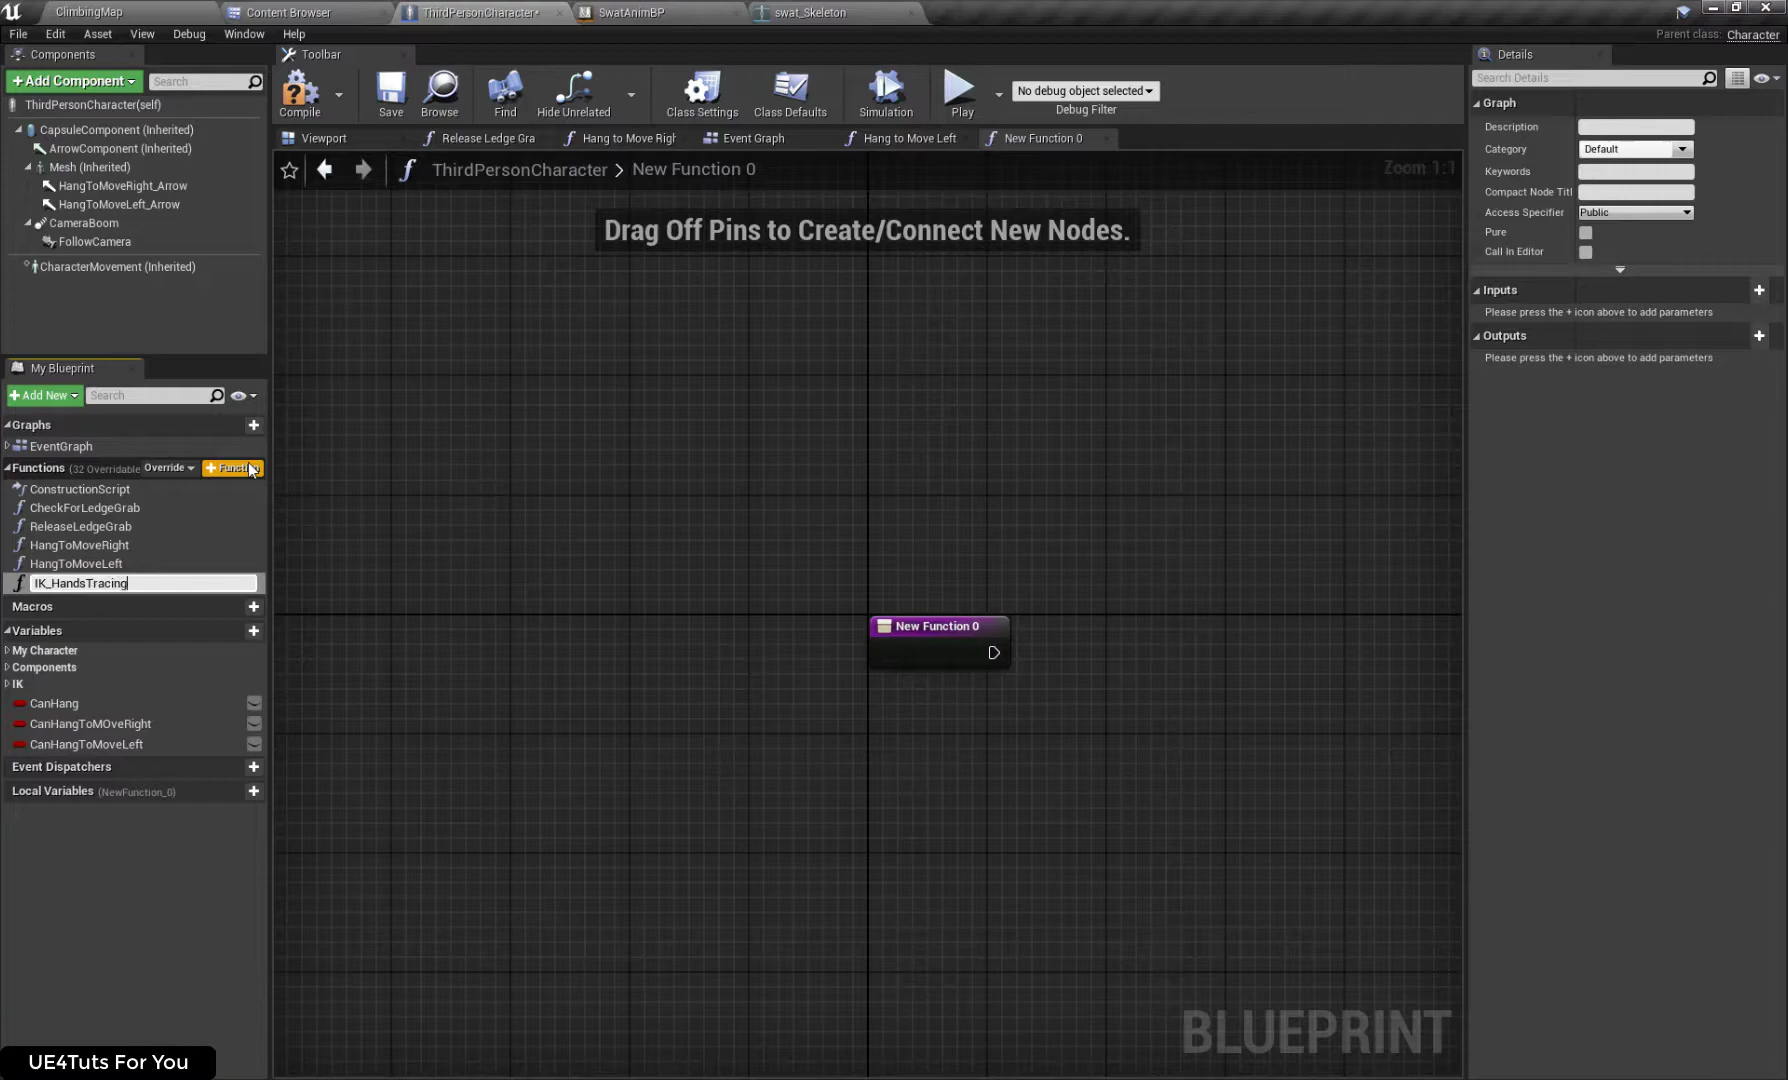 ClimbingMap
Content Browser
ThirdPersonCharacter*
SwatAnimBP
swat_Skeleton
File Edit Asset View Debug Window Help
Parent class: Character
Components
Toolbar
Details
+Add Component
Search
Search Details
ThirdPersonCharacter(self)
CapsuleComponent (Inherited)
ArrowComponent (Inherited)
Mesh (Inherited)
HangToMoveRight_Arrow
HangToMoveLeft_Arrow
CameraBoom
FollowCamera
CharacterMovement (Inherited)
Compile
Save
Browse
Find
Hide Unrelated
Class Settings
Class Defaults
Simulation
Play
No debug object selected
Debug Filter
Viewport
Release Ledge Gra
Hang to Move Righ
Event Graph
Hang to Move Left
New Function 0
ThirdPersonCharacter > New Function 0
Zoom 1:1
Drag Off Pins to Create/Connect New Nodes.
New Function 0
BLUEPRINT
My Blueprint
+Add New
Search
Graphs
EventGraph
Functions (32 Overridable
Override
+ Function
ConstructionScript
CheckForLedgeGrab
ReleaseLedgeGrab
HangToMoveRight
HangToMoveLeft
IK_HandsTracing
Macros
Variables
My Character
Components
IK
CanHang
CanHangToMOveRight
CanHangToMoveLeft
Event Dispatchers
Local Variables (NewFunction_0)
Graph
Description
Category Default
Keywords
Compact Node Titl
Access Specifier Public
Pure
Call In Editor
Inputs
Please press the + icon above to add parameters
Outputs
Please press the + icon above to add parameters
UE4Tuts For You